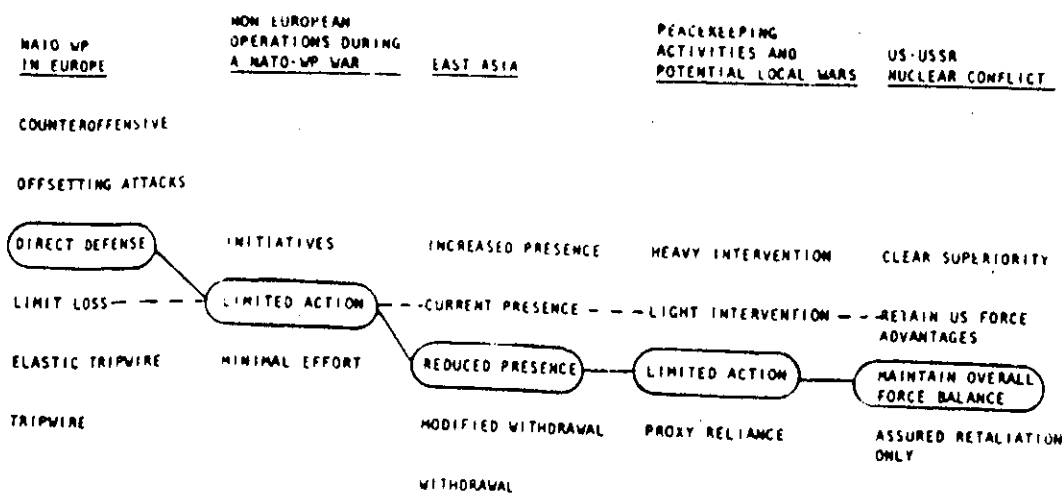 NATO WP
IN EUROPE
NON EUROPEAN
OPERATIONS DURING
A NATO-WP WAR
EAST ASIA
PEACEKEEPING
ACTIVITIES AND
POTENTIAL LOCAL WARS
US-USSR
NUCLEAR CONFLICT
COUNTEROFFENSIVE
OFFSETTING ATTACKS
DIRECT DEFENSE
INITIATIVES
INCREASED PRESENCE
HEAVY INTERVENTION
CLEAR SUPERIORITY
LIMIT LOSS
LIMITED ACTION
CURRENT PRESENCE
LIGHT INTERVENTION
RETAIN US FORCE
ADVANTAGES
ELASTIC TRIPWIRE
MINIMAL EFFORT
REDUCED PRESENCE
LIMITED ACTION
MAINTAIN OVERALL
FORCE BALANCE
TRIPWIRE
MODIFIED WITHDRAWAL
PROXY RELIANCE
ASSURED RETALIATION
ONLY
WITHDRAWAL